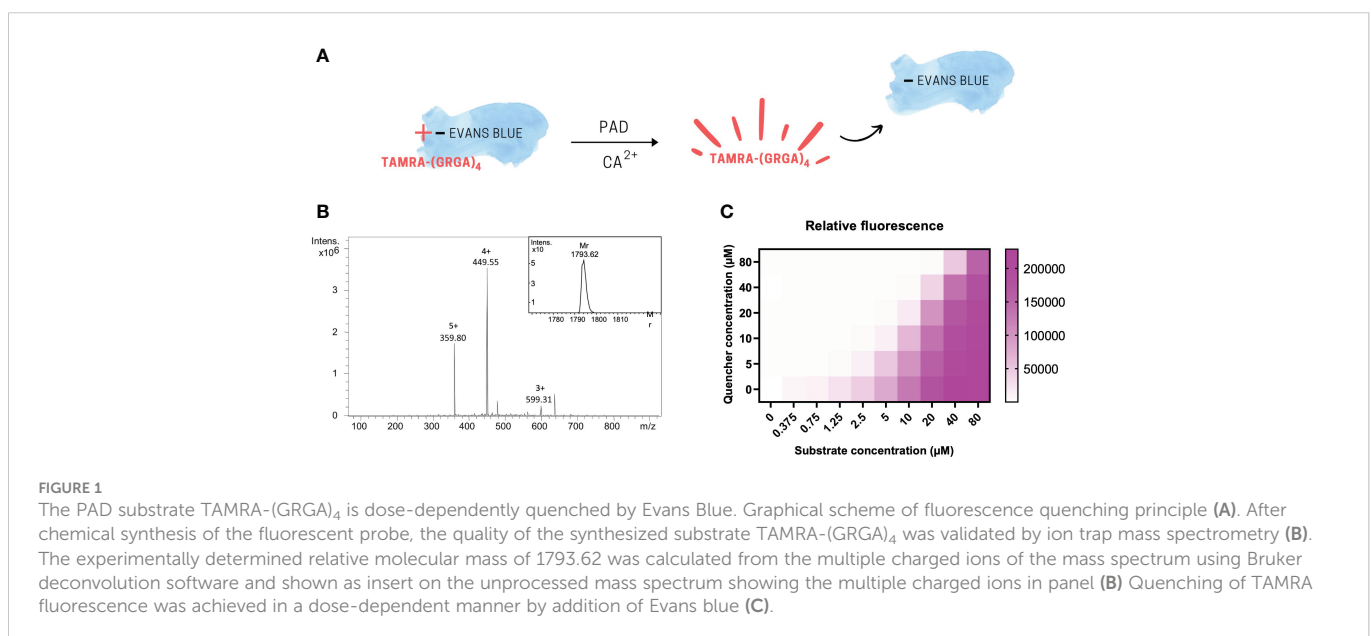 A
EVANS BLUE
TAMRA-(GRGA)₄
PAD
CA²⁺
TAMRA-(GRGA)₄
EVANS BLUE
B
Intens.
x10⁶
3
2
1
0
5+
359.80
4+
449.55
3+
599.31
100 200 300 400 500 600 700 800 m/z
Intens.
x10
5
3
1
Mr
1793.62
1780 1790 1800 1810 M
r
C
Relative fluorescence
Quencher concentration (µM)
80
40
20
10
5
0
0 0.375 0.75 1.25 2.5 5 10 20 40 80
Substrate concentration (µM)
200000
150000
100000
50000
FIGURE 1
The PAD substrate TAMRA-(GRGA)₄ is dose-dependently quenched by Evans Blue. Graphical scheme of fluorescence quenching principle (A). After
chemical synthesis of the fluorescent probe, the quality of the synthesized substrate TAMRA-(GRGA)₄ was validated by ion trap mass spectrometry (B).
The experimentally determined relative molecular mass of 1793.62 was calculated from the multiple charged ions of the mass spectrum using Bruker
deconvolution software and shown as insert on the unprocessed mass spectrum showing the multiple charged ions in panel (B) Quenching of TAMRA
fluorescence was achieved in a dose-dependent manner by addition of Evans blue (C).